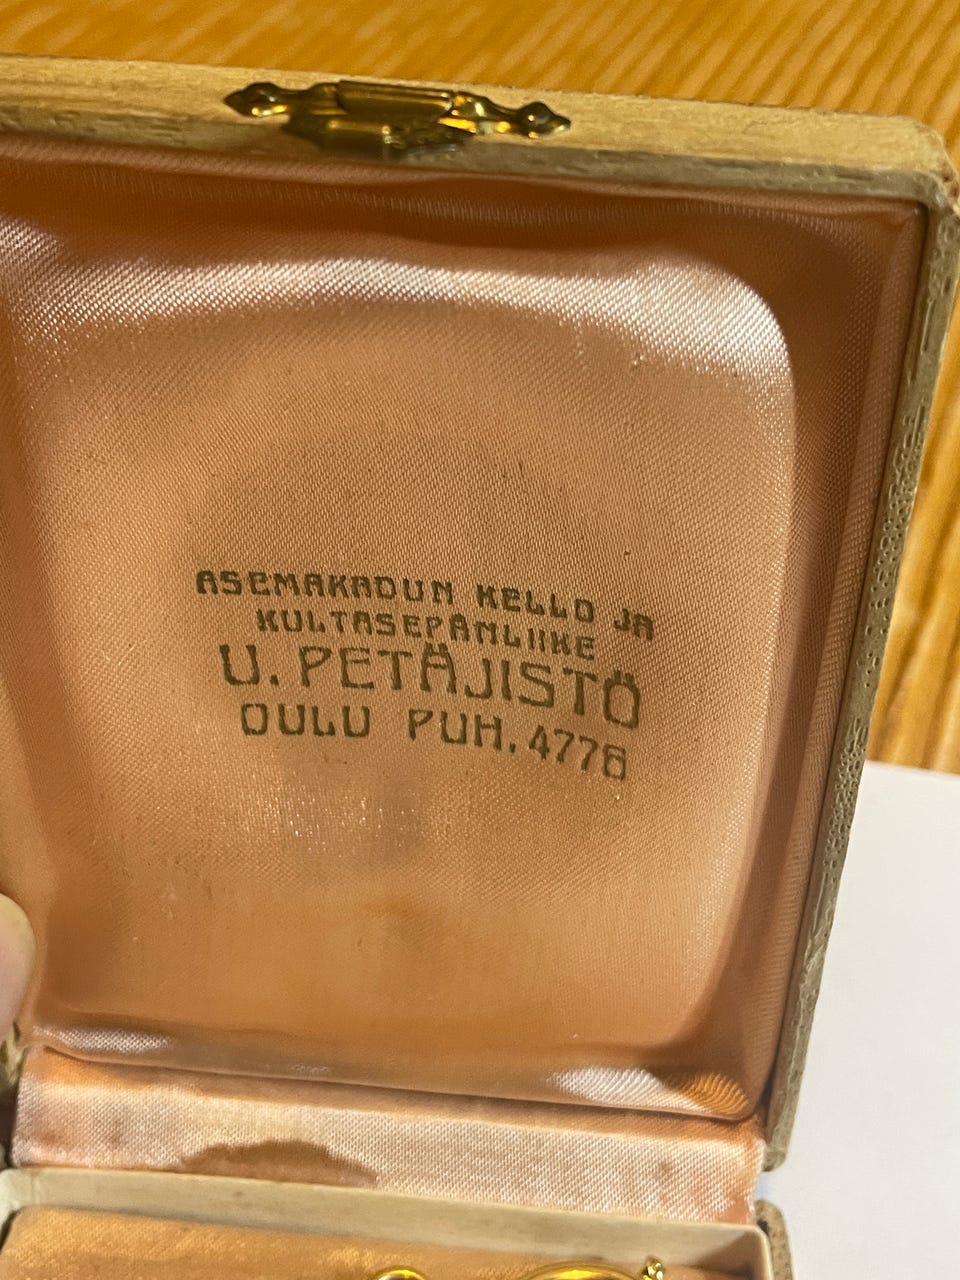 ASEMAKADUN KELLO JA
KULTASEPÄNLIIKE
U. PETÄJISTÖ
OULU PUH. 4776